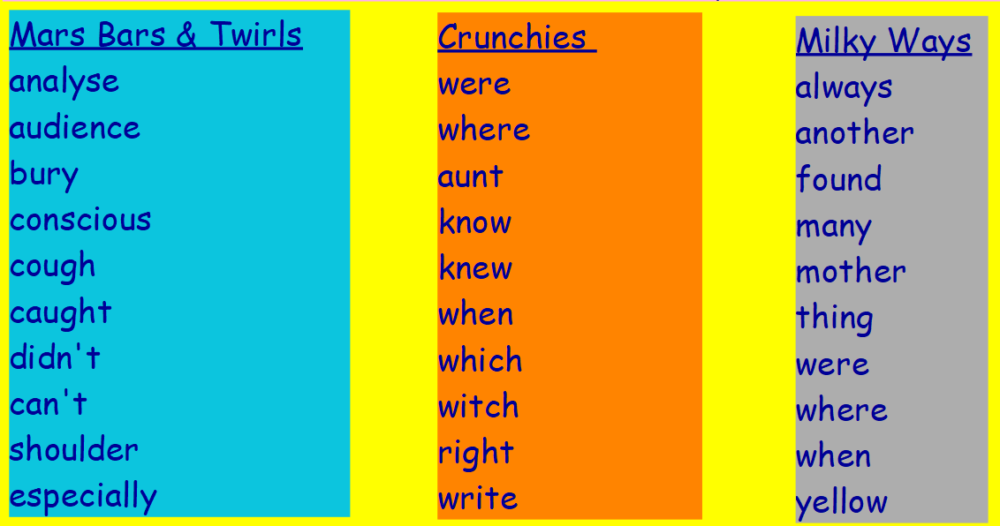 Mars Bars & Twirls
analyse
audience
bury
conscious
cough
caught
didn't
can't
shoulder
especially
Crunchies
were
where
aunt
know
knew
when
which
witch
right
write
Milky Ways
always
another
found
many
mother
thing
were
where
when
yellow